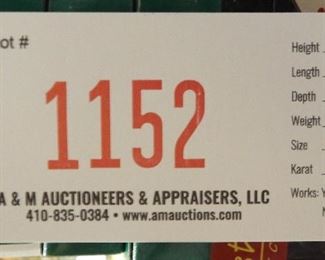 ot #
1152
A & M AUCTIONEERS & APPRAISERS, LLC
410-835-0384 • www.amauctions.com
Height
Length
Depth
Weight
Size
Karat
Works: Y